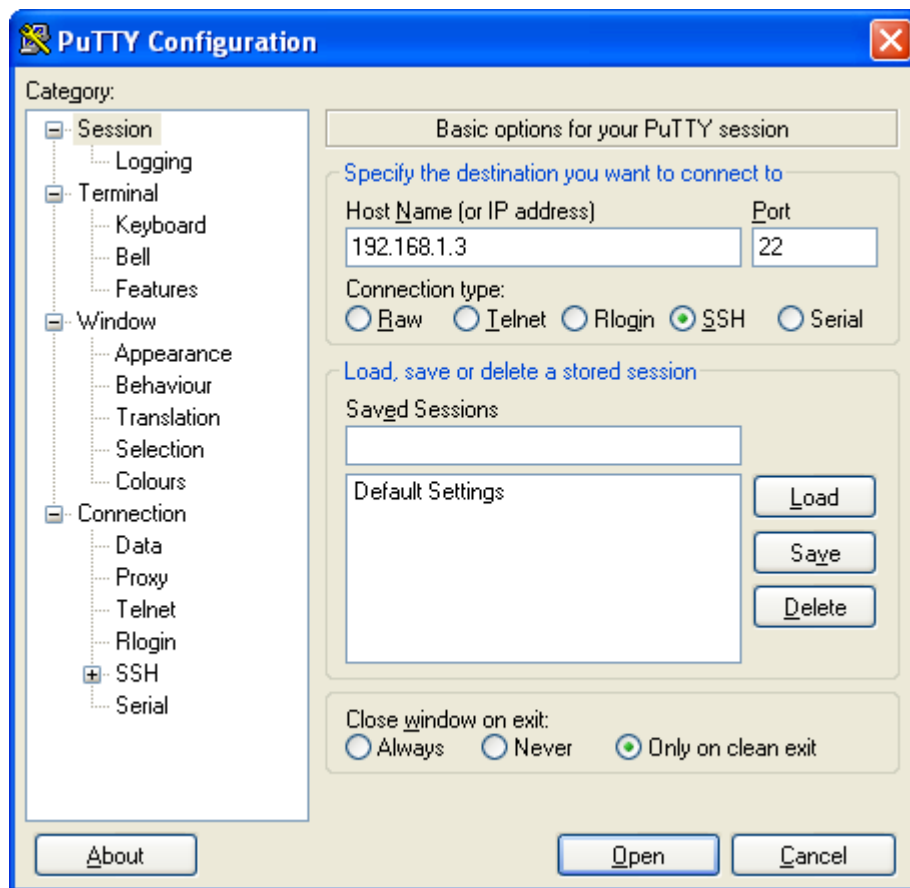 PuTTY Configuration
Category:
Session
Logging
Terminal
Keyboard
Bell
Features
Window
Appearance
Behaviour
Translation
Selection
Colours
Connection
Data
Proxy
Telnet
Rlogin
SSH
Serial
Basic options for your PuTTY session
Specify the destination you want to connect to
Host Name (or IP address) Port
192.168.1.3 22
Connection type:
Raw Telnet Rlogin SSH Serial
Load, save or delete a stored session
Saved Sessions
Default Settings
Load
Save
Delete
Close window on exit:
Always Never Only on clean exit
About Open Cancel